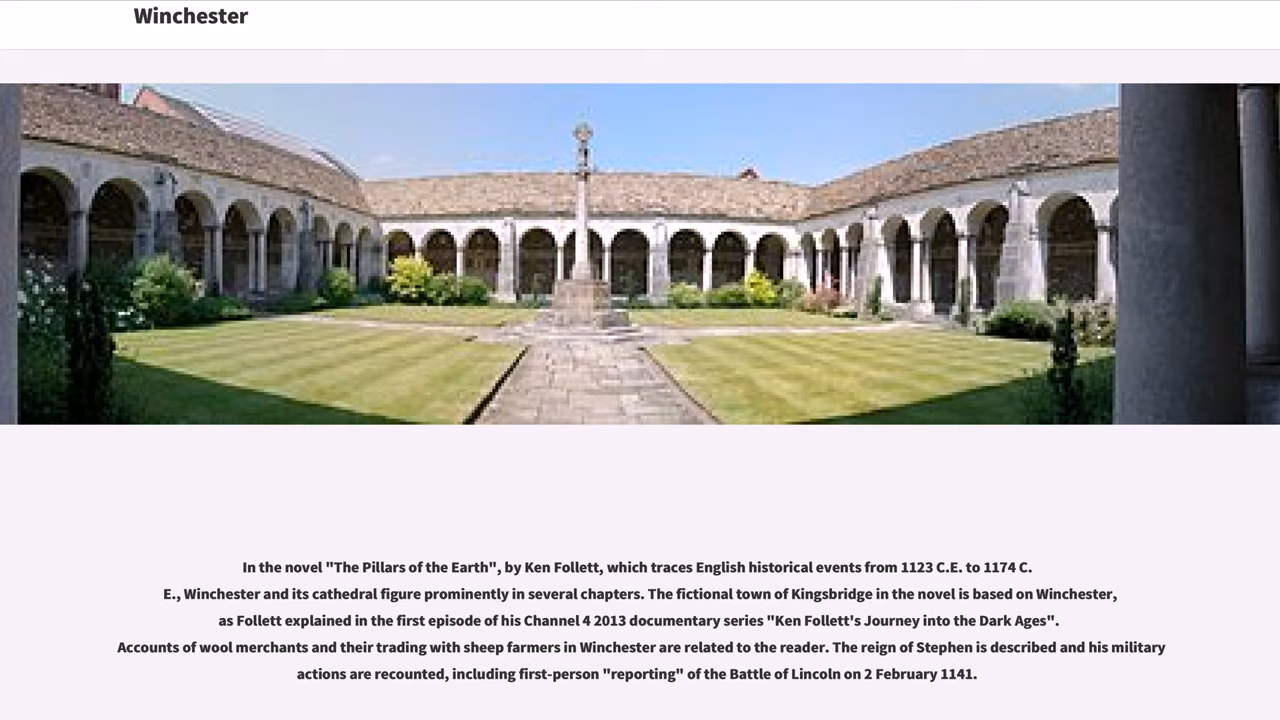 Winchester
In the novel "The Pillars of the Earth", by Ken Follett, which traces English historical events from 1123 C.E. to 1174 C.
E., Winchester and its cathedral figure prominently in several chapters. The fictional town of Kingsbridge in the novel is based on Winchester,
as Follett explained in the first episode of his Channel 4 2013 documentary series "Ken Follett's Journey into the Dark Ages".
Accounts of wool merchants and their trading with sheep farmers in Winchester are related to the reader. The reign of Stephen is described and his military
actions are recounted, including first-person "reporting" of the Battle of Lincoln on 2 February 1141.